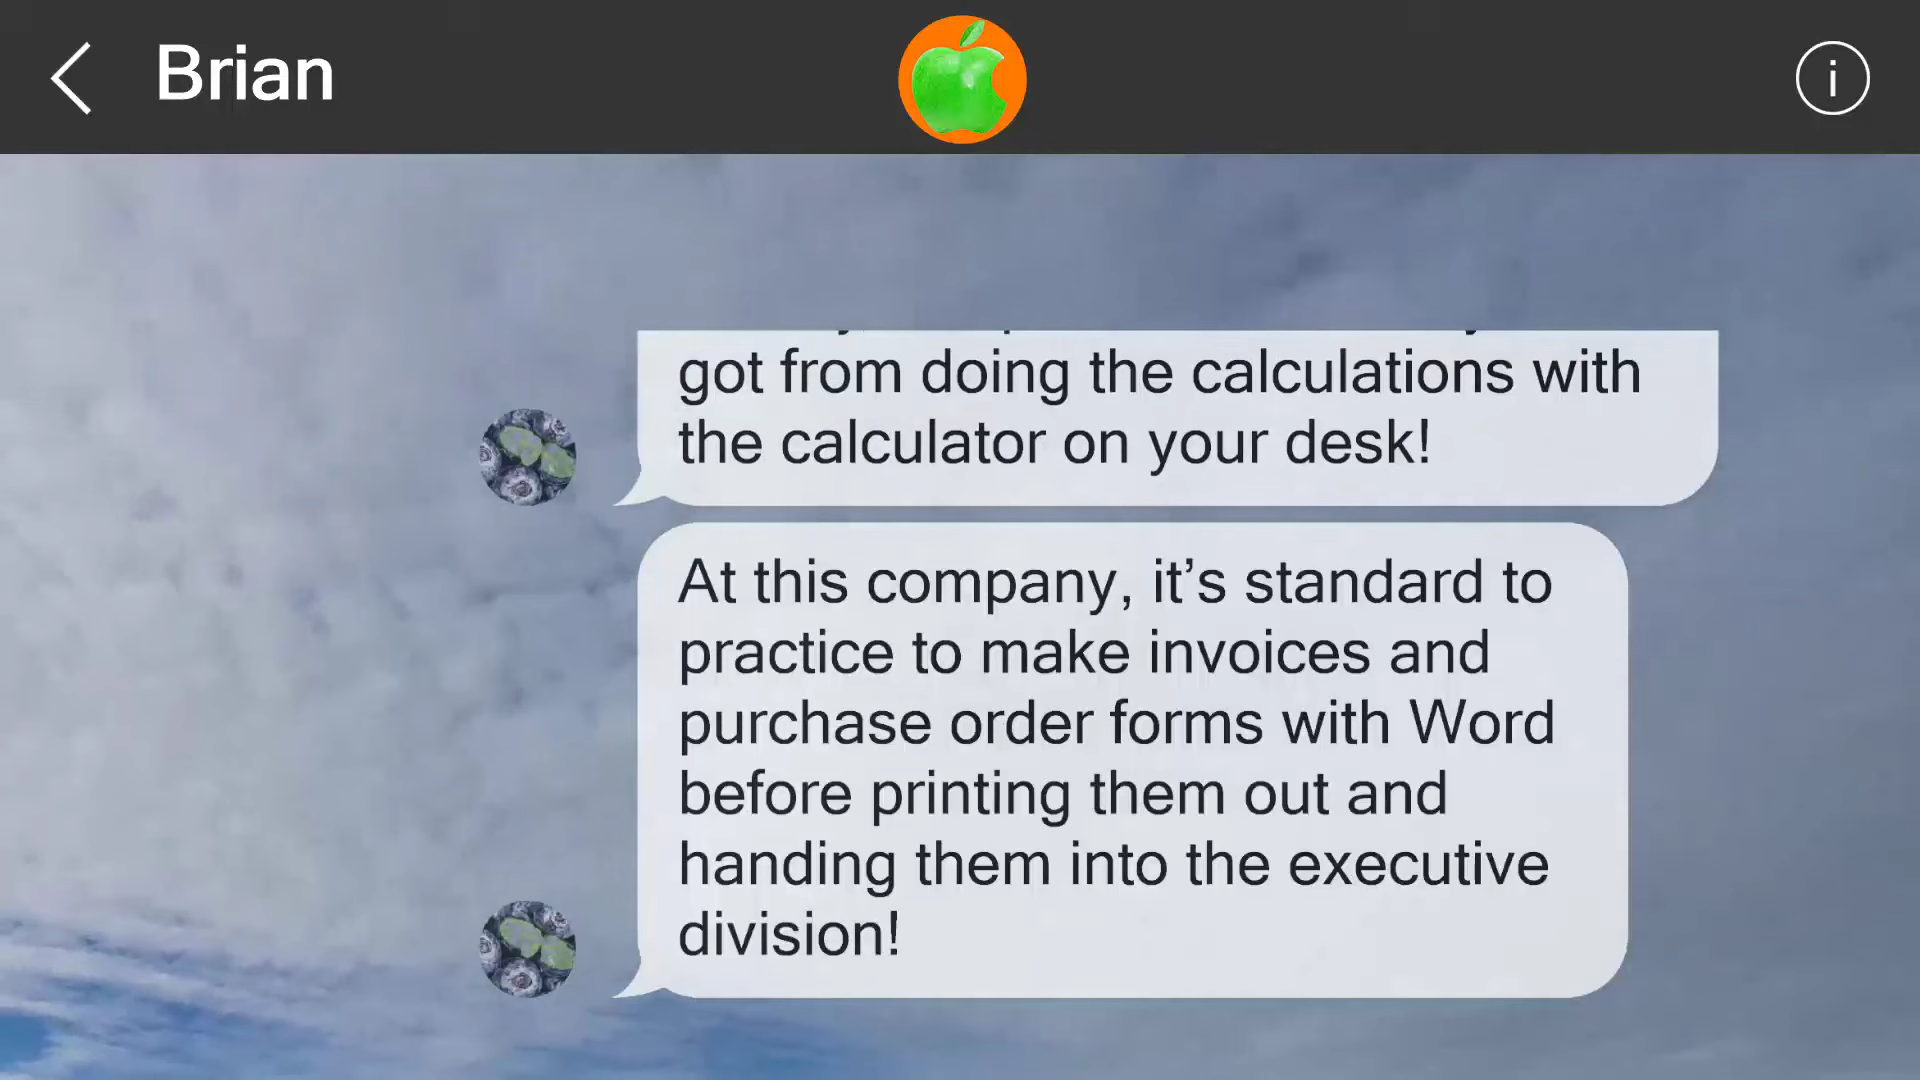 Brian
i
got from doing the calculations with
the calculator on your desk!
At this company, it’s standard to
practice to make invoices and
purchase order forms with Word
before printing them out and
handing them into the executive
division!